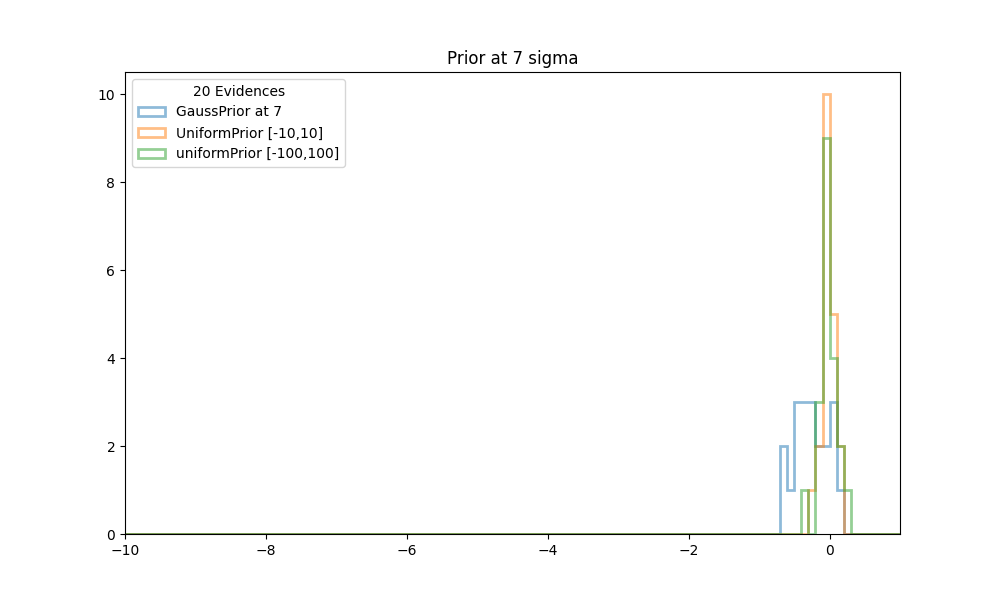 Prior at 7 sigma
20 Evidences
GaussPrior at 7
UniformPrior [-10,10]
uniformPrior [-100,100]
10
8
6
4
2
0
−10
−8
−6
−4
−2
0